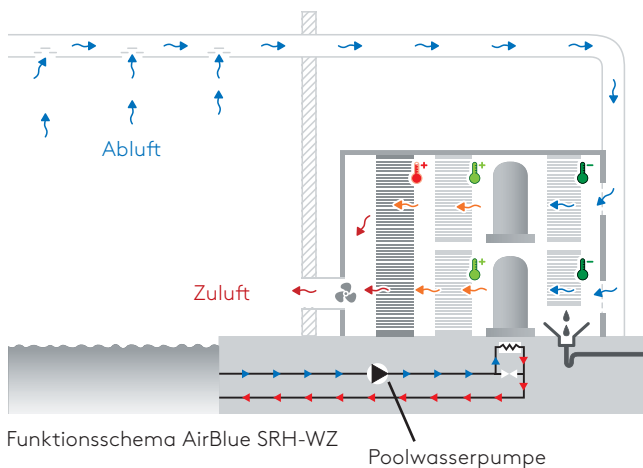 Abluft
Zuluft
Funktionsschema AirBlue SRH-WZ
Poolwasserpumpe